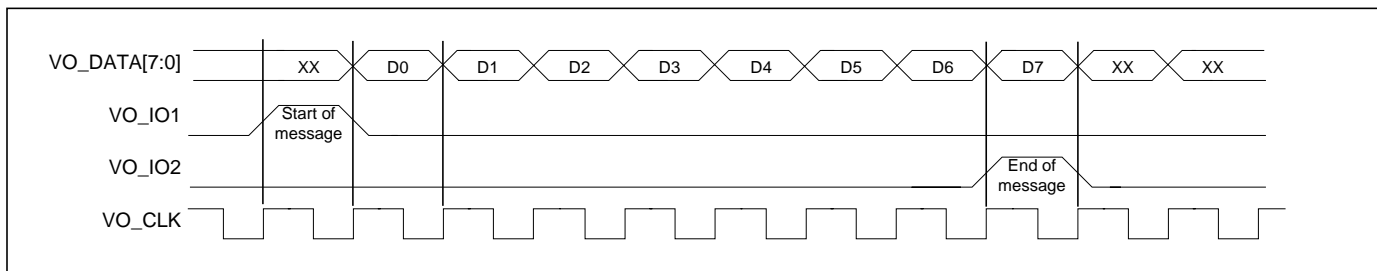 VO_DATA[7:0] XX D0 D1 D2 D3 D4 D5 D6 D7 XX XX
VO_IO1 Start of
message
VO_IO2 End of
message
VO_CLK